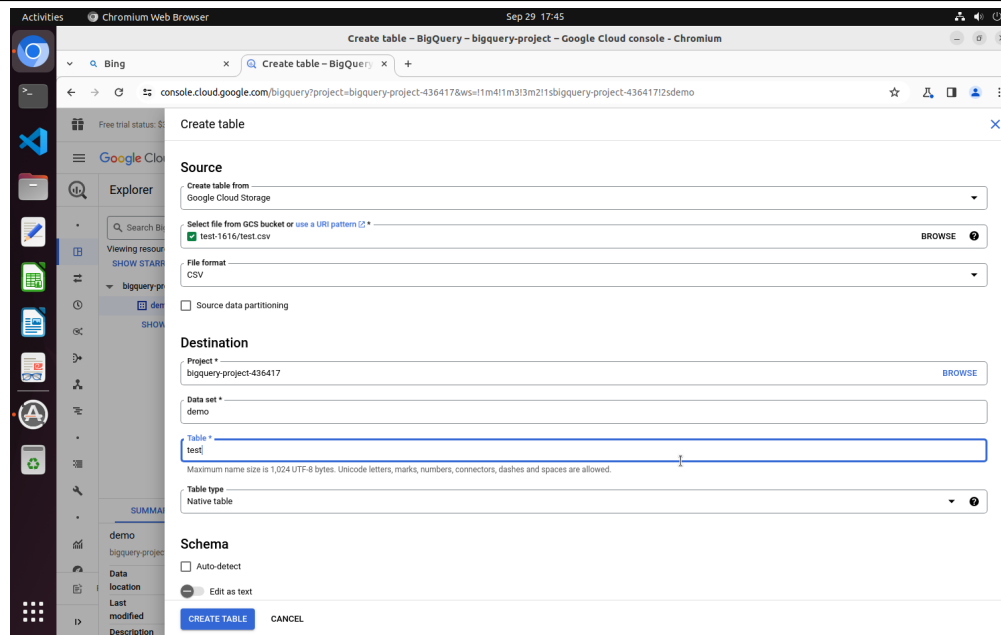 Activities
Chromium Web Browser
Sep 29 17:45
Create table – BigQuery – bigquery-project – Google Cloud console - Chromium
Bing
Create table – BigQuery
console.cloud.google.com/bigquery?project=bigquery-project-436417&ws=!1m4!1m3!3m2!1sbigquery-project-436417!2sdemo
Free trial status: $
Create table
Google Clo
Explorer
Search Bi
Viewing resour
SHOW STARR
bigquery-pr
dem
SHOW
Source
Create table from
Google Cloud Storage
Select file from GCS bucket or use a URI pattern *
test-1616/test.csv
BROWSE
File format
CSV
Source data partitioning
Destination
Project *
bigquery-project-436417
BROWSE
Data set *
demo
Table *
test
Maximum name size is 1,024 UTF-8 bytes. Unicode letters, marks, numbers, connectors, dashes and spaces are allowed.
Table type
Native table
SUMMA
demo
bigquery-projec
Data
location
Last
modified
Description
Schema
Auto-detect
Edit as text
CREATE TABLE
CANCEL